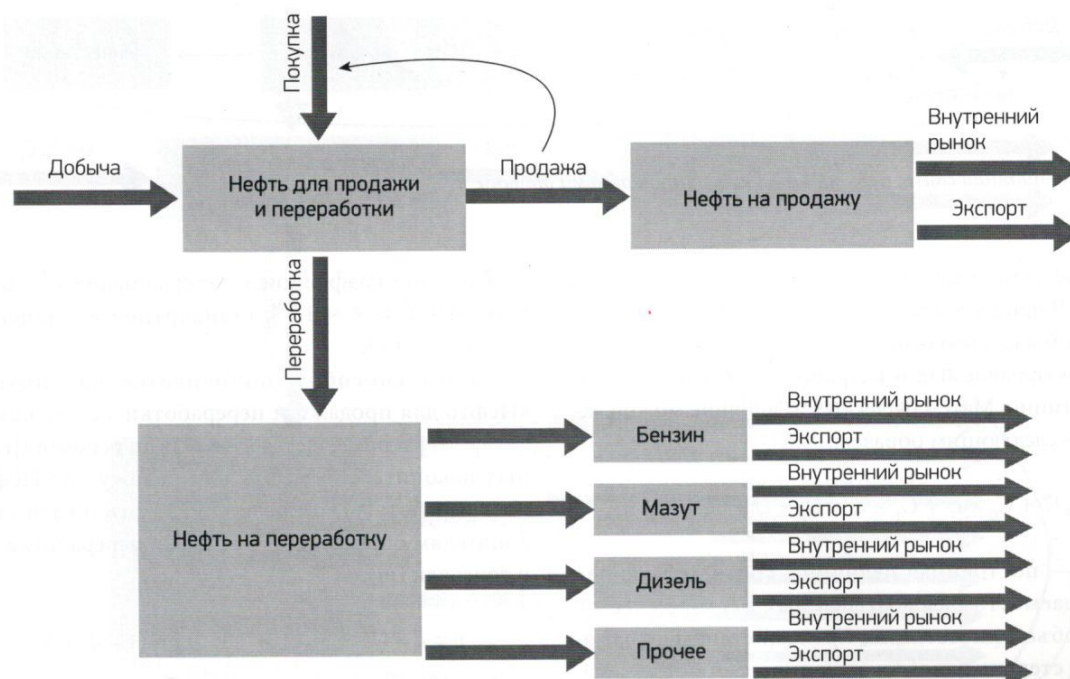 Покупка
Внутренний
рынок
Добыча
Нефть для продажи
и переработки
Продажа
Нефть на продажу
Экспорт
Переработка
Нефть на переработку
Бензин
Внутренний рынок
Экспорт
Мазут
Внутренний рынок
Экспорт
Дизель
Внутренний рынок
Экспорт
Прочее
Внутренний рынок
Экспорт